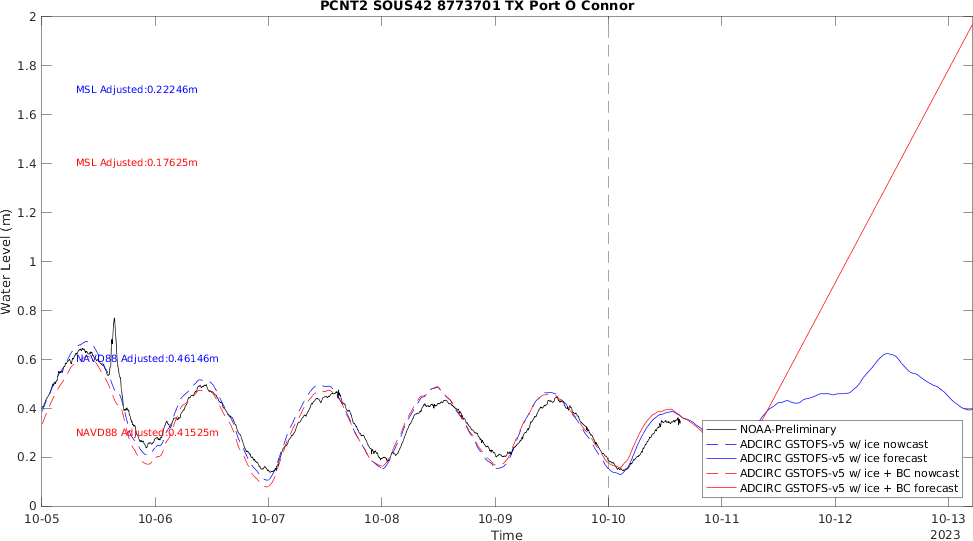 PCNT2 SOUS42 8773701 TX Port O Connor
2
1.8
MSL Adjusted:0.22246m
1.6
1.4
MSL Adjusted:0.17625m
1.2
Water Level (m)
1
0.8
0.6
NAVD88 Adjusted:0.46146m
0.4
NAVD88 Adjusted:0.41525m
0.2
0
NOAA-Preliminary
ADCIRC GSTOFS-v5 w/ ice nowcast
ADCIRC GSTOFS-v5 w/ ice forecast
ADCIRC GSTOFS-v5 w/ ice + BC nowcast
ADCIRC GSTOFS-v5 w/ ice + BC forecast
10-05 10-06 10-07 10-08 10-09 10-10 10-11 10-12 10-13
2023
Time